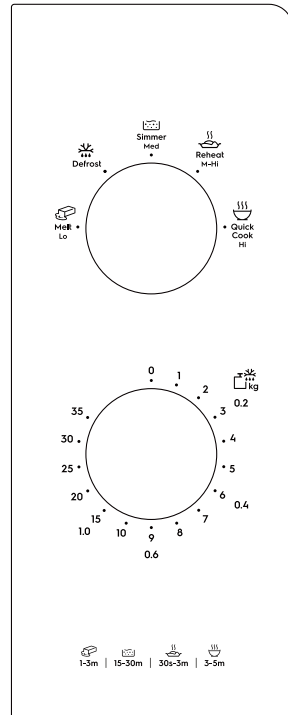 Simmer
Med
Defrost
Reheat
M-Hi
Melt
Lo
Quick
Cook
Hi
0
1
2
kg
0.2
3
4
5
6
0.4
7
8
9
0.6
10
15
1.0
20
25
30
35
1-3m | 15-30m | 30s-3m | 3-5m